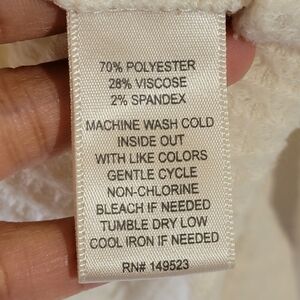 70% POLYESTER
28% VISCOSE
2% SPANDEX
MACHINE WASH COLD
INSIDE OUT
WITH LIKE COLORS
GENTLE CYCLE
NON-CHLORINE
BLEACH IF NEEDED
TUMBLE DRY LOW
COOL IRON IF NEEDED
RN# 149523